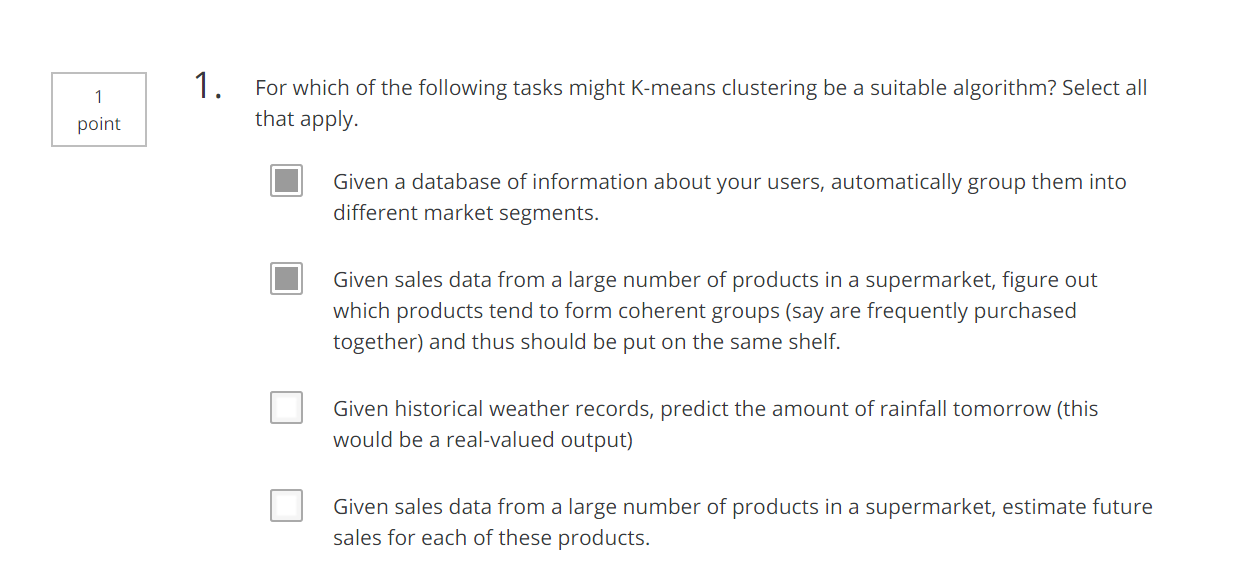 1
point
1.
For which of the following tasks might K-means clustering be a suitable algorithm? Select all
that apply.
Given a database of information about your users, automatically group them into
different market segments.
Given sales data from a large number of products in a supermarket, figure out
which products tend to form coherent groups (say are frequently purchased
together) and thus should be put on the same shelf.
Given historical weather records, predict the amount of rainfall tomorrow (this
would be a real-valued output)
Given sales data from a large number of products in a supermarket, estimate future
sales for each of these products.